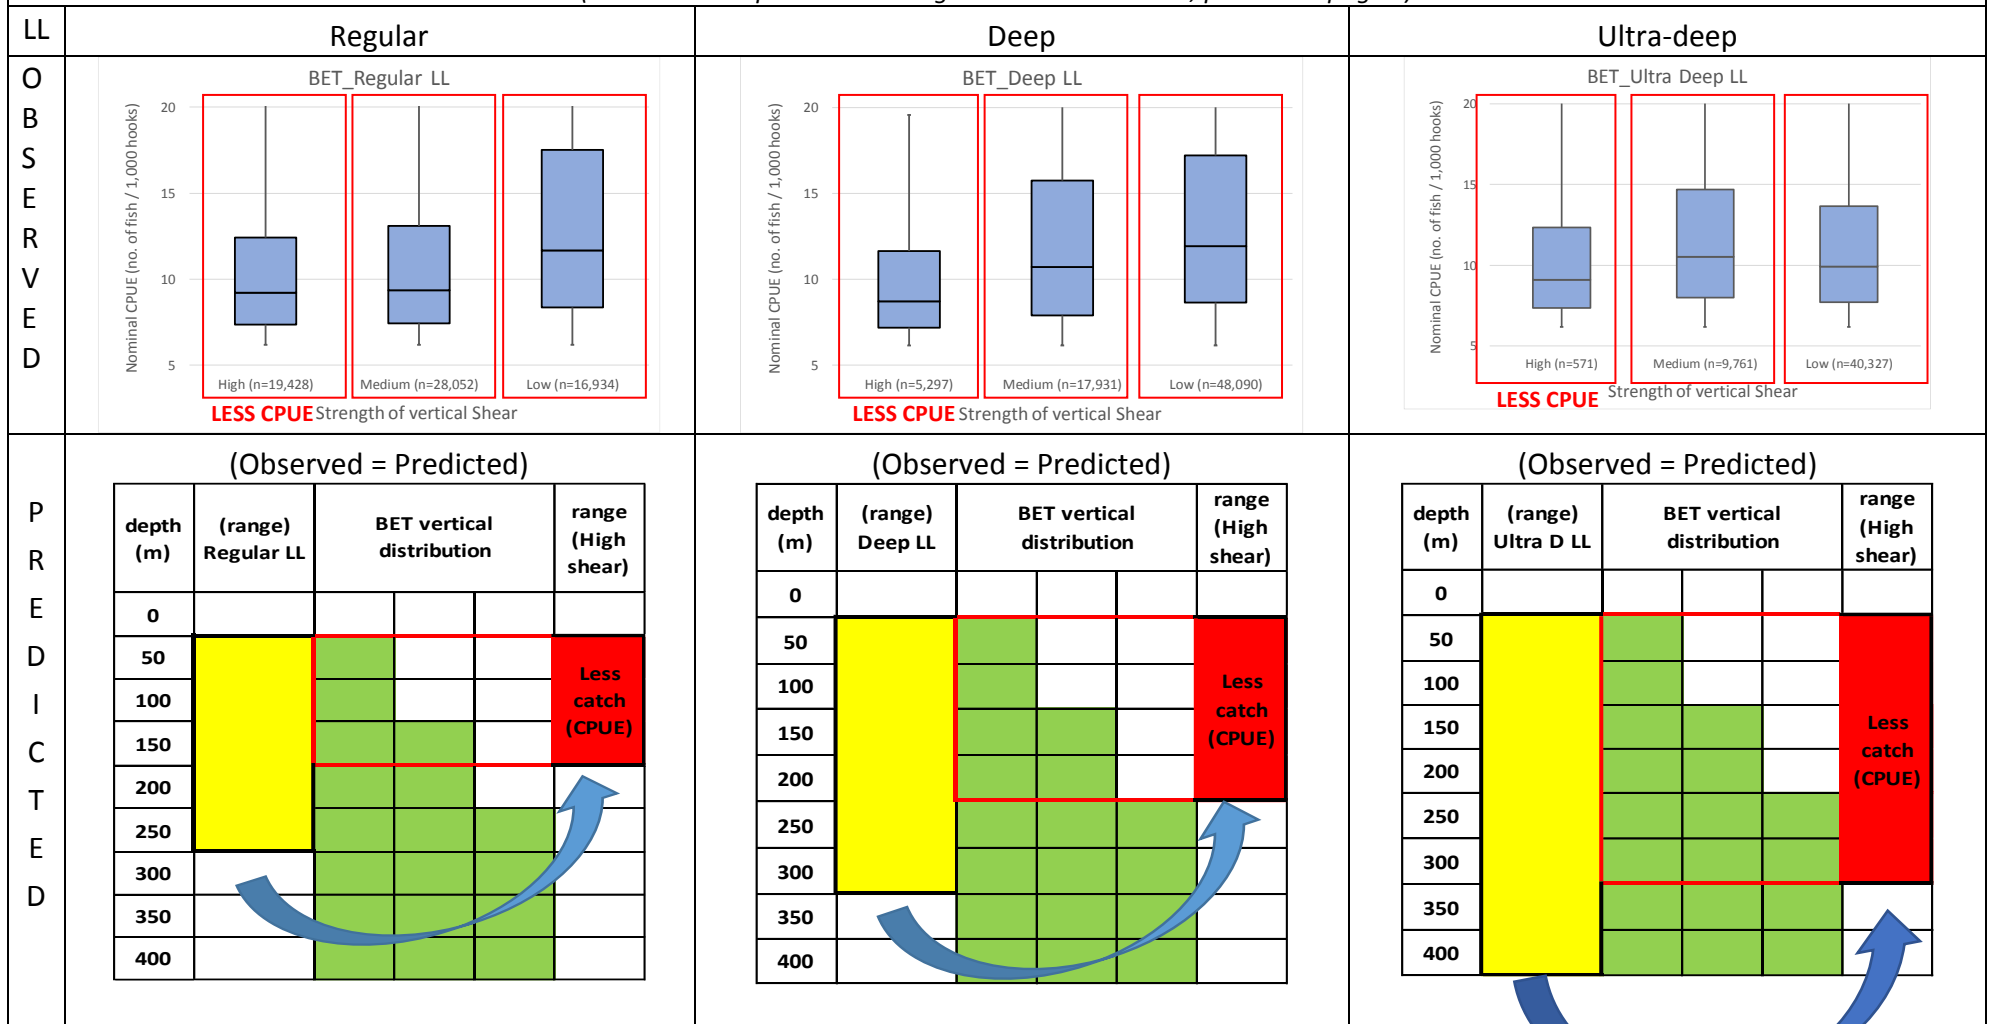 LL
Regular
Deep
Ultra-deep
O
B
S
E
R
V
E
D
BET_Regular LL
Nominal CPUE (no. of fish / 1,000 hooks)
20
15
10
5
High (n=19,428)
Medium (n=28,052)
Low (n=16,934)
LESS CPUE Strength of vertical Shear
BET_Deep LL
Nominal CPUE (no. of fish / 1,000 hooks)
20
15
10
5
High (n=5,297)
Medium (n=17,931)
Low (n=48,090)
LESS CPUE Strength of vertical Shear
BET_Ultra Deep LL
Nominal CPUE (no. of fish / 1,000 hooks)
20
15
10
5
High (n=571)
Medium (n=9,761)
Low (n=40,327)
LESS CPUE Strength of vertical Shear
P
R
E
D
I
C
T
E
D
(Observed = Predicted)
depth (m)
(range) Regular LL
BET vertical distribution
range (High shear)
0
50
100
150
200
250
300
350
400
Less
catch
(CPUE)
(Observed = Predicted)
depth (m)
(range) Deep LL
BET vertical distribution
range (High shear)
0
50
100
150
200
250
300
350
400
Less
catch
(CPUE)
(Observed = Predicted)
depth (m)
(range) Ultra D LL
BET vertical distribution
range (High shear)
0
50
100
150
200
250
300
350
400
Less
catch
(CPUE)